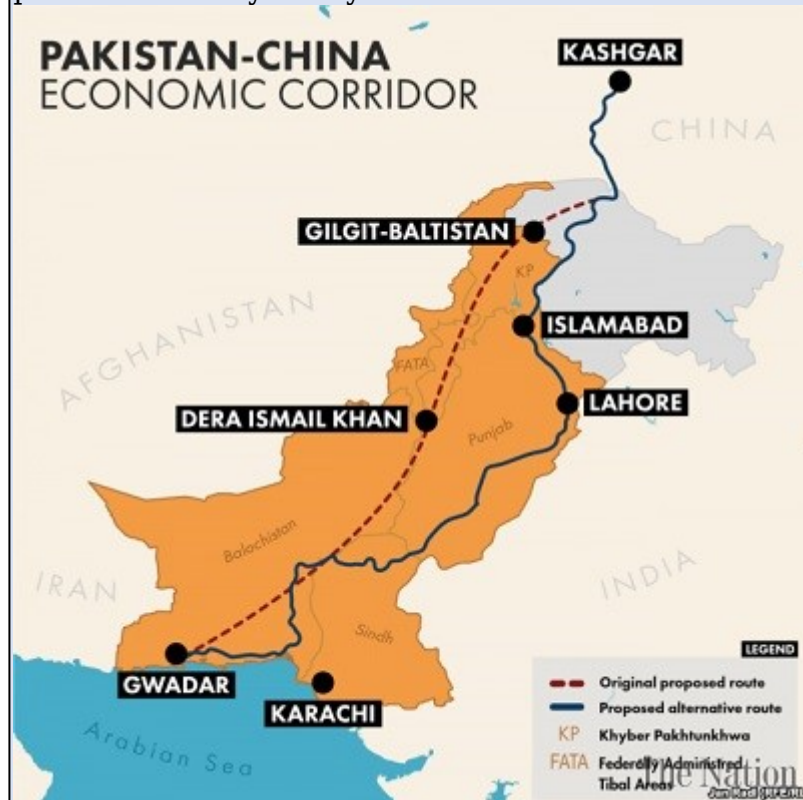 PAKISTAN-CHINA
ECONOMIC CORRIDOR
KASHGAR
CHINA
GILGIT-BALTISTAN
KP
ISLAMABAD
AFGHANISTAN
FATA
LAHORE
DERA ISMAIL KHAN
Punjab
Balochistan
IRAN
INDIA
Sindh
GWADAR
KARACHI
Arabian Sea
LEGEND
Original proposed route
Proposed alternative route
KP Khyber Pakhtunkhwa
FATA Federally Administred
Tibal Areas
The Nation